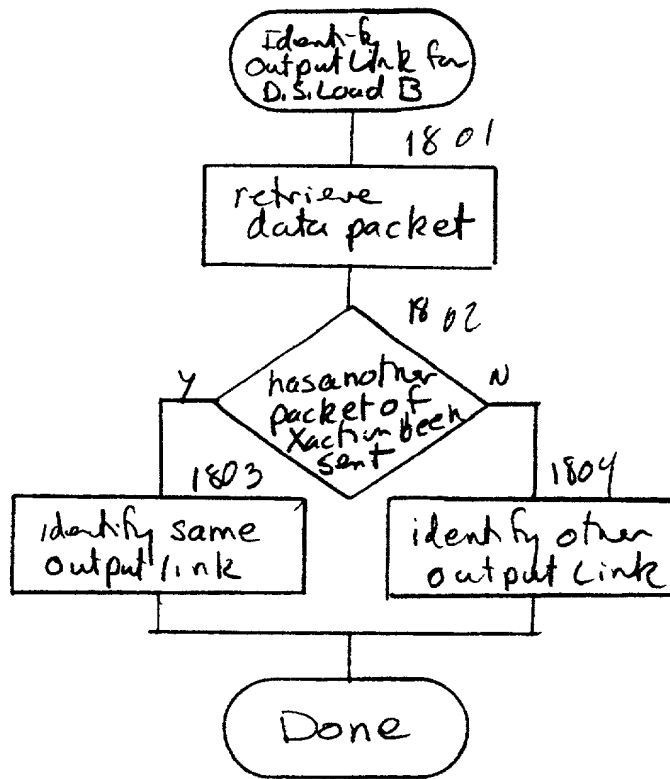 Identify
Output Link for
D.S. Load B
1801
retrieve
data packet
1802
has another
packet of
Xaction been
sent
Y
N
1803
identify same
output link
1804
identify other
output Link
Done